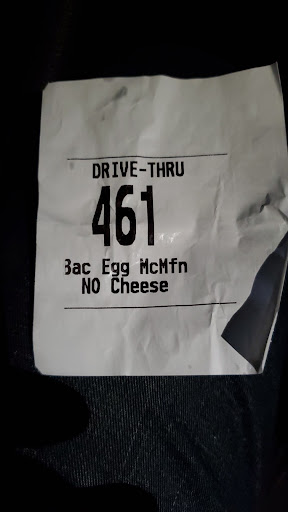 DRIVE-THRU
461
Bac Egg McMfn
NO Cheese